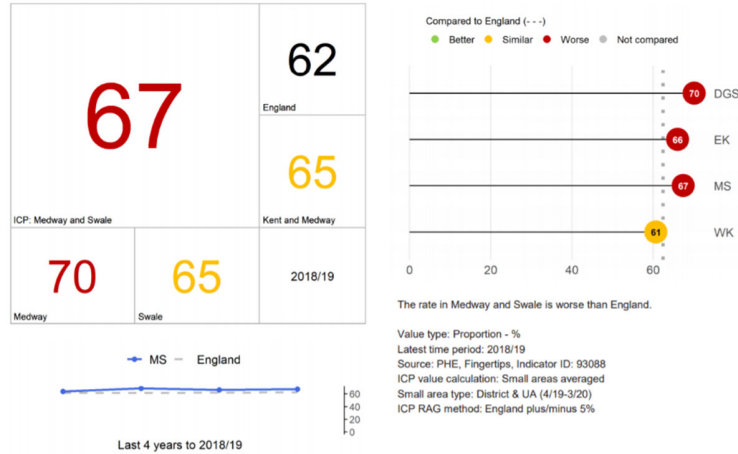 67
ICP: Medway and Swale
62
England
65
Kent and Medway
70
Medway
65
Swale
2018/19
MS England
60
40
20
0
Last 4 years to 2018/19
Compared to England (- - -)
Better Similar Worse Not compared
70 DGS
66 EK
67 MS
61 WK
0 20 40 60
The rate in Medway and Swale is worse than England.
Value type: Proportion - %
Latest time period: 2018/19
Source: PHE, Fingertips, Indicator ID: 93088
ICP value calculation: Small areas averaged
Small area type: District & UA (4/19-3/20)
ICP RAG method: England plus/minus 5%